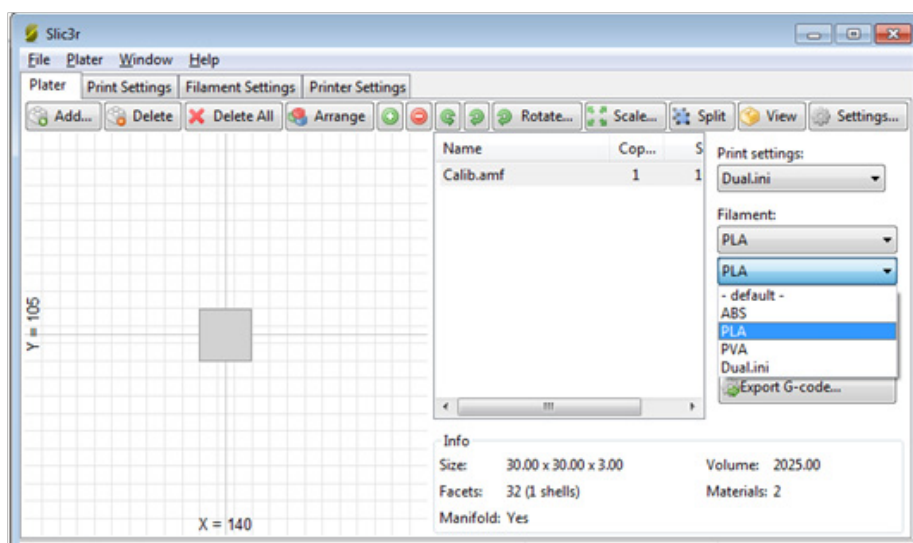 Slic3r
File Plater Window Help
Plater Print Settings Filament Settings Printer Settings
Add... Delete Delete All Arrange Rotate... Scale... Split View Settings...
Name Cop... S
Calib.amf 1 1
Print settings:
Dual.ini
Filament:
PLA
PLA
- default -
ABS
PLA
PVA
Dual.ini
Export G-code...
Y = 105
X = 140
Info
Size: 30.00 x 30.00 x 3.00 Volume: 2025.00
Facets: 32 (1 shells) Materials: 2
Manifold: Yes